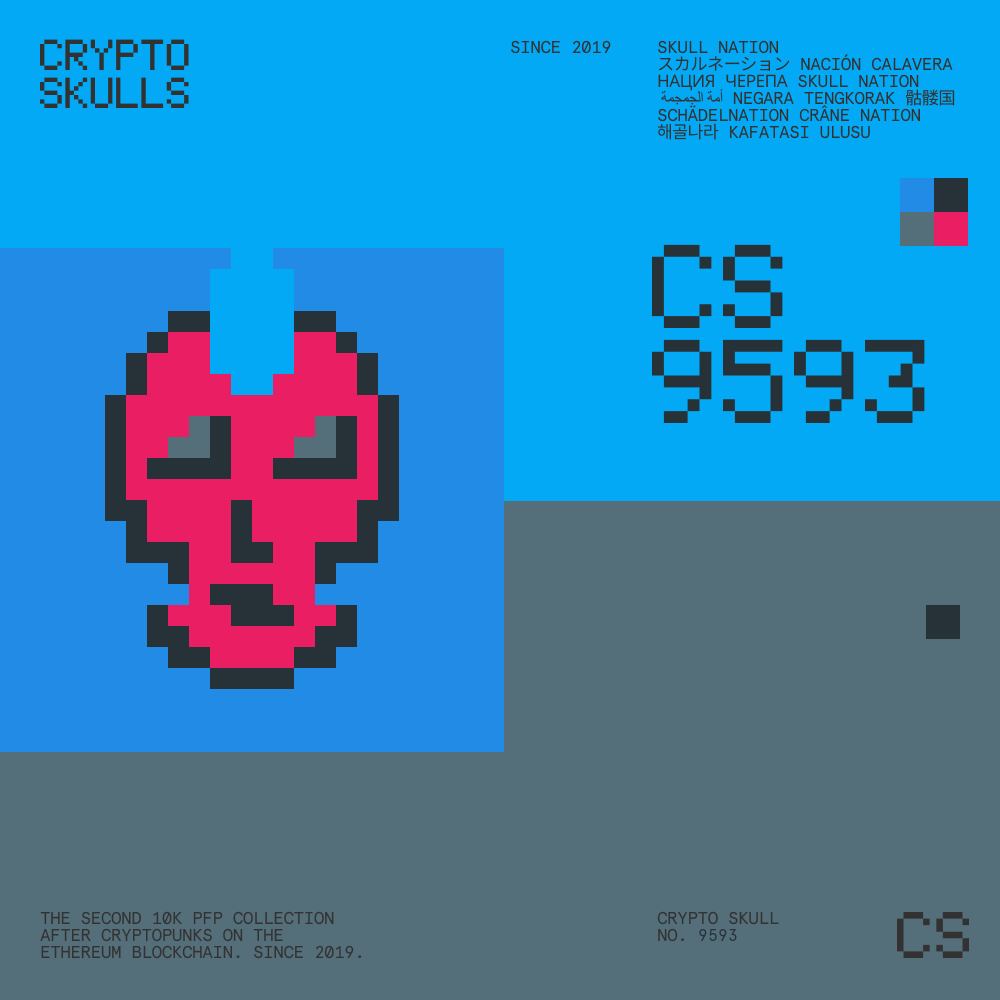 CRYPTO
SKULLS
SINCE 2019
SKULL NATION
スカルネーション NACIÓN CALAVERA
НАЦИЯ ЧЕРЕПА SKULL NATION
أمة الجمجمة NEGARA TENGKORAK 骷髅国
SCHÄDELNATION CRÂNE NATION
해골나라 KAFATASI ULUSU
CS
9593
THE SECOND 10K PFP COLLECTION
AFTER CRYPTOPUNKS ON THE
ETHEREUM BLOCKCHAIN. SINCE 2019.
CRYPTO SKULL
NO. 9593
CS